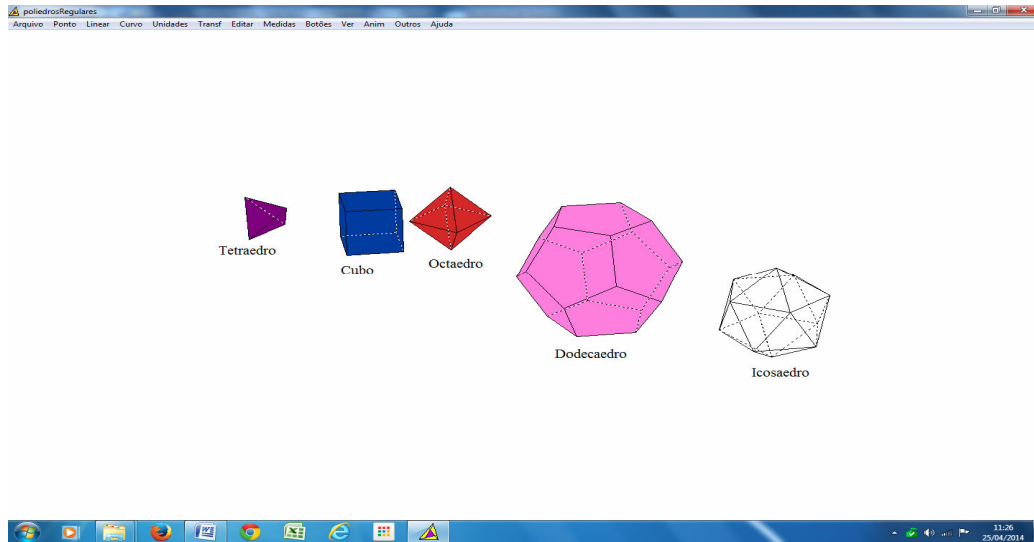 poliedrosRegulares
Arquivo Ponto Linear Curvo Unidades Transf Editar Medidas Botões Ver Anim Outros Ajuda
Tetraedro
Cubo
Octaedro
Dodecaedro
Icosaedro
11:26
25/04/2014